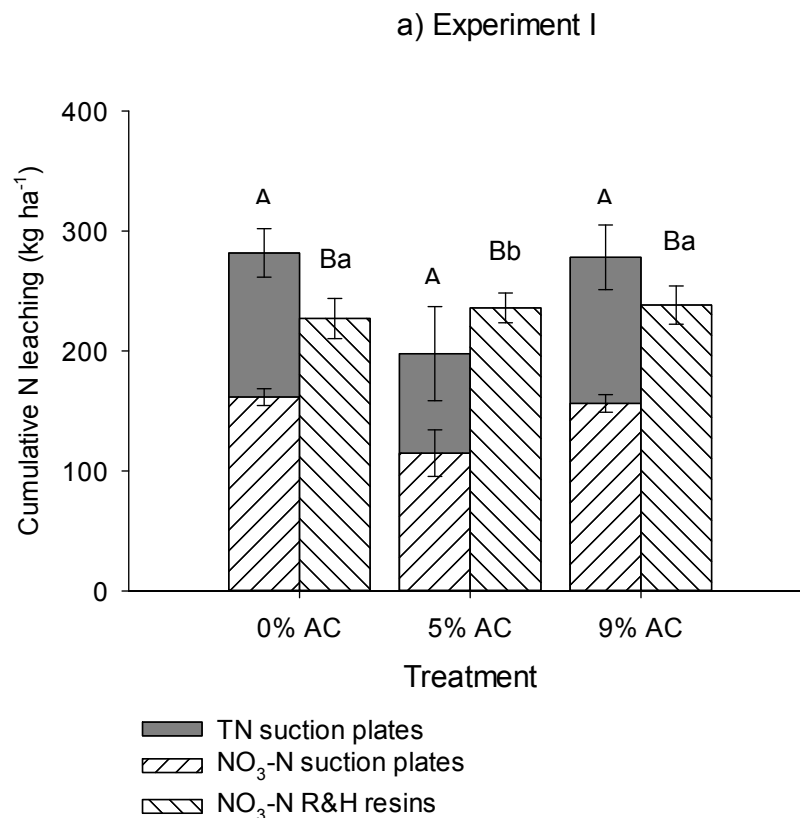 a) Experiment I
Cumulative N leaching (kg ha⁻¹)
400
300
200
100
0
A
Ba
A
Bb
A
Ba
0% AC
5% AC
9% AC
Treatment
TN suction plates
NO₃-N suction plates
NO₃-N R&H resins